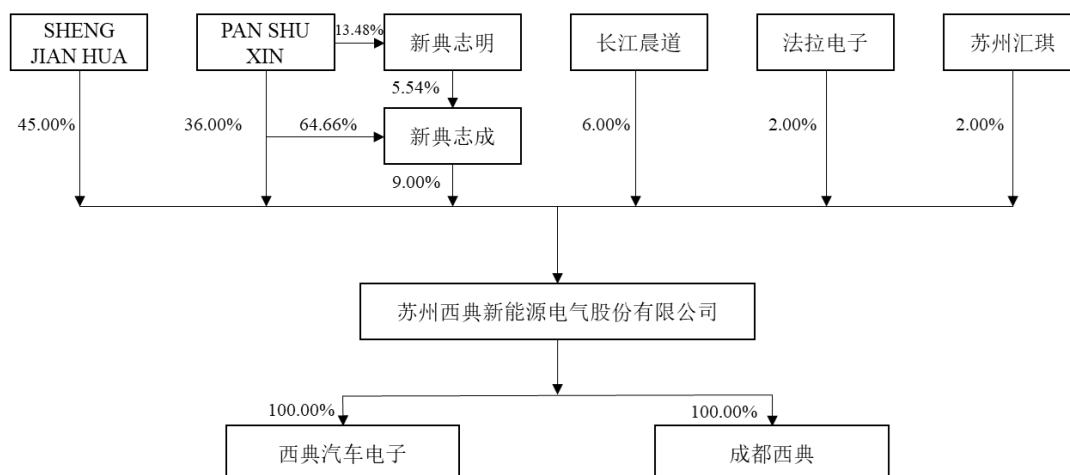 SHENG
JIAN HUA
PAN SHU
XIN
13.48%
新典志明
长江晨道
法拉电子
苏州汇琪
5.54%
45.00%
36.00%
64.66%
新典志成
6.00%
2.00%
2.00%
9.00%
苏州西典新能源电气股份有限公司
100.00%
100.00%
西典汽车电子
成都西典